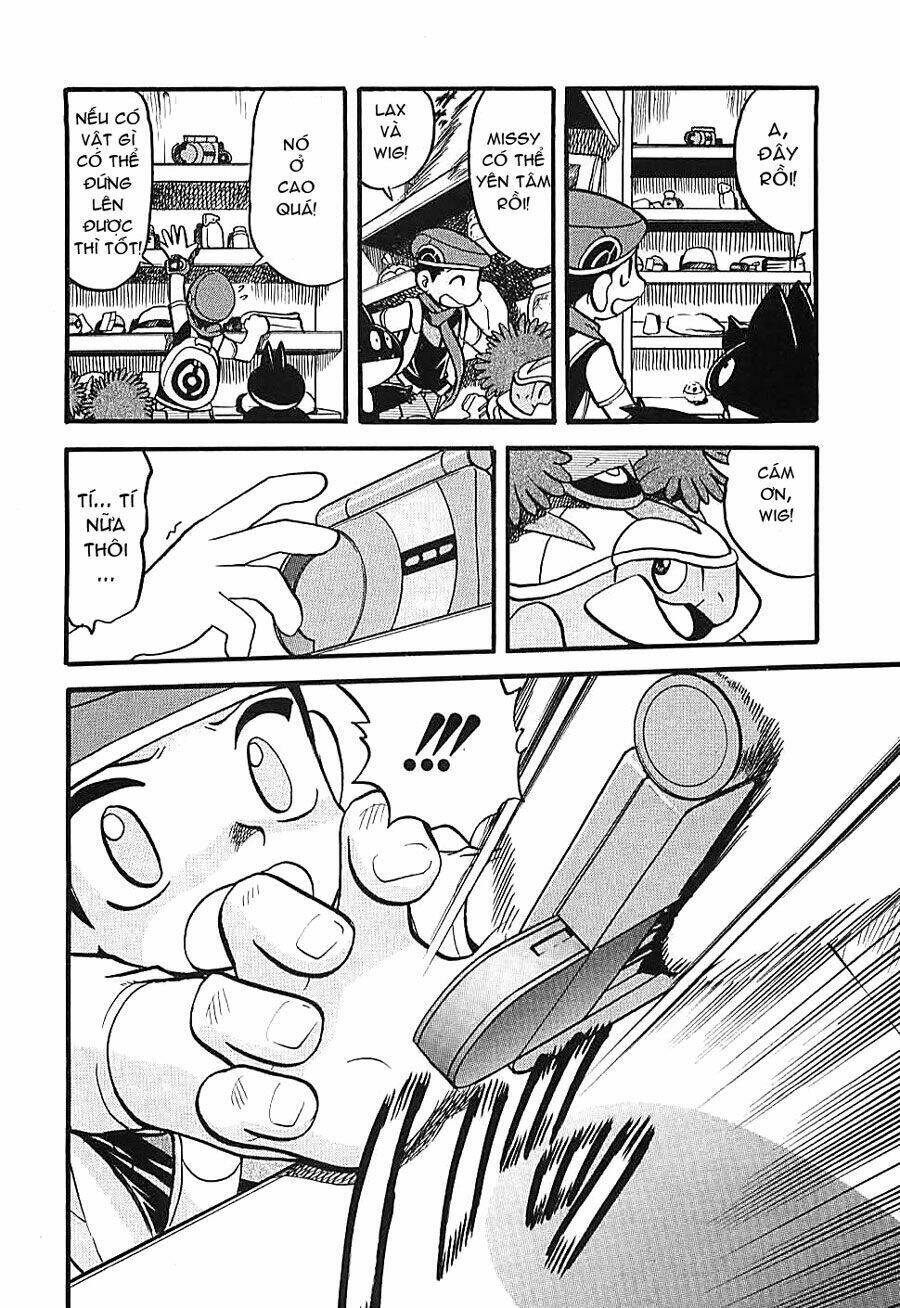 A,
ĐÂY
RỒI!
MISSY
CÓ THỂ
YÊN TÂM
RỒI!
LAX
VÀ
WIG!
NÓ
Ở
CAO
QUÁ!
NẾU CÓ
VẬT GÌ
CÓ THỂ
ĐỨNG
LÊN
ĐƯỢC
THÌ TỐT!
CÁM
ƠN,
WIG!
TÍ... TÍ
NỮA
THÔI
...
!!!